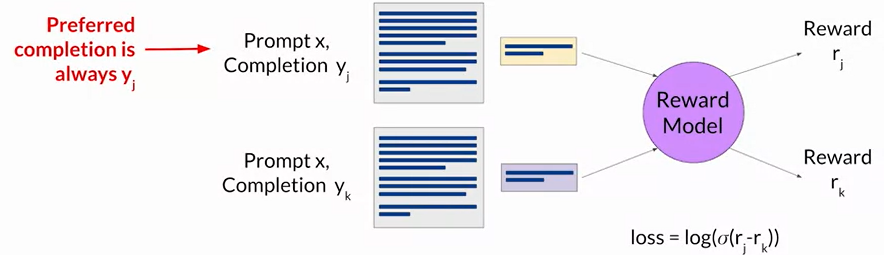 Preferred
completion is
always y_j
Prompt x,
Completion y_j
Prompt x,
Completion y_k
Reward
Model
Reward
r_j
Reward
r_k
loss = log(σ(r_j-r_k))